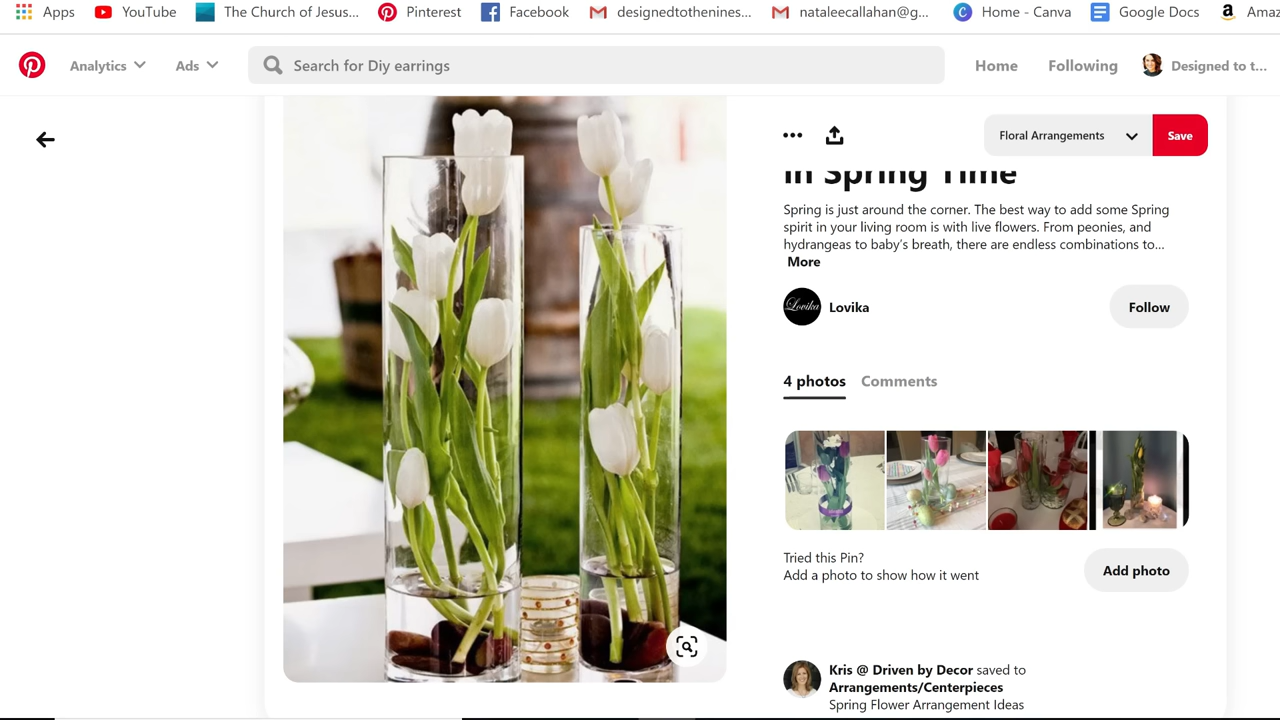 Apps YouTube The Church of Jesus... Pinterest Facebook designedtothenines... nataleecallahan@g... Home - Canva Google Docs Amaz
Analytics Ads Search for Diy earrings Home Following Designed to t...
Floral Arrangements Save
in Spring Time
Spring is just around the corner. The best way to add some Spring
spirit in your living room is with live flowers. From peonies, and
hydrangeas to baby's breath, there are endless combinations to...
More
Lovika Lovika Follow
4 photos Comments
Tried this Pin?
Add a photo to show how it went
Add photo
Kris @ Driven by Decor saved to
Arrangements/Centerpieces
Spring Flower Arrangement Ideas